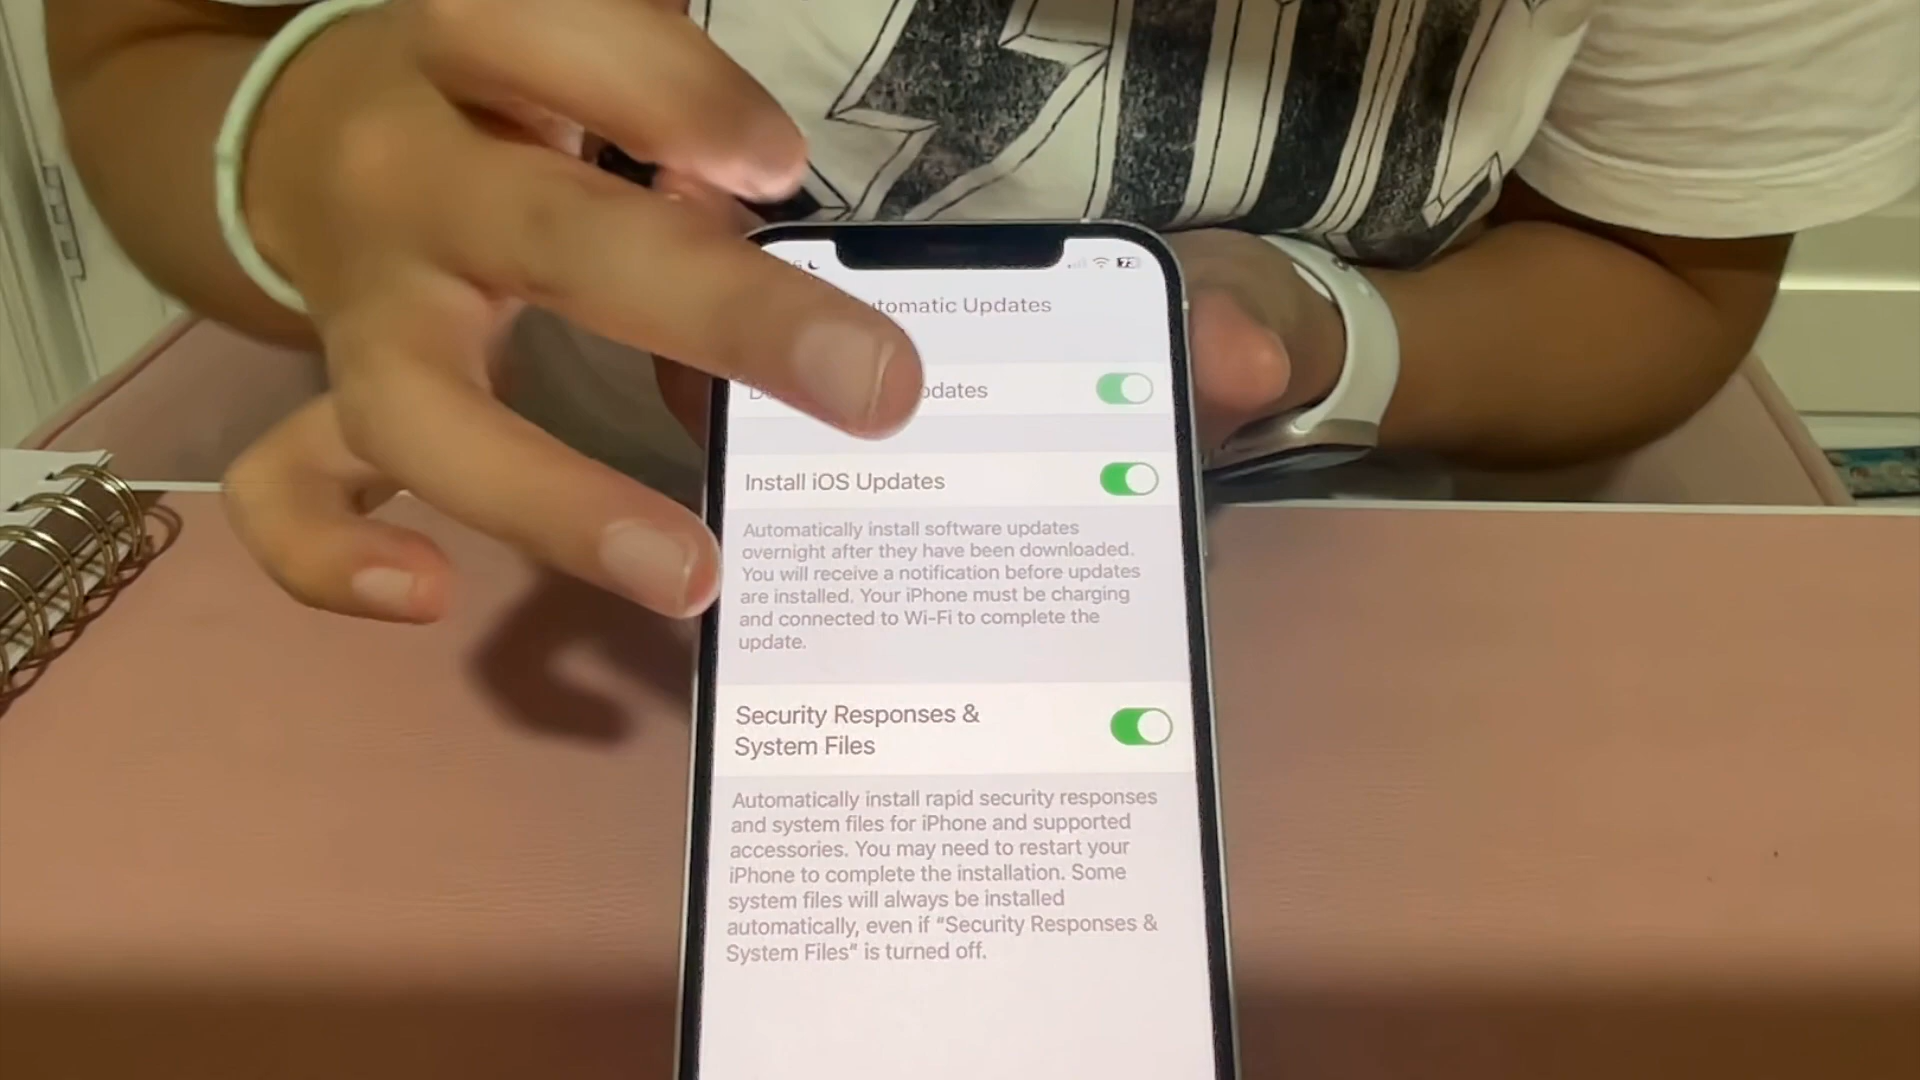 Updates
Install iOS Updates
Automatically install software updates
overnight after they have been downloaded.
You will receive a notification before updates
are installed. Your iPhone must be charging
and connected to Wi-Fi to complete the
update.
Security Responses &
System Files
Automatically install rapid security responses
and system files for iPhone and supported
accessories. You may need to restart your
iPhone to complete the installation. Some
system files will always be installed
automatically, even if “Security Responses &
System Files” is turned off.